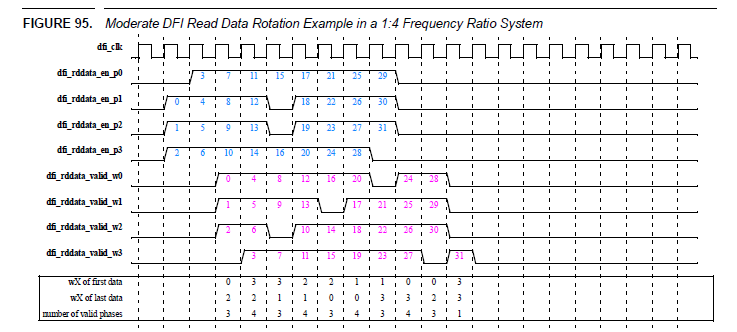 FIGURE 95. Moderate DFI Read Data Rotation Example in a 1:4 Frequency Ratio System
dfi_clk
dfi_rddata_en_p0 3 7 11 15 17 21 25 29
dfi_rddata_en_p1 0 4 8 12 18 22 26 30
dfi_rddata_en_p2 1 5 9 13 19 23 27 31
dfi_rddata_en_p3 2 6 10 14 16 20 24 28
dfi_rddata_valid_w0 0 4 8 12 16 20 24 28
dfi_rddata_valid_w1 1 5 9 13 17 21 25 29
dfi_rddata_valid_w2 2 6 10 14 18 22 26 30
dfi_rddata_valid_w3 3 7 11 15 19 23 27 31
wX of first data 0 3 3 2 2 1 1 0 0 3
wX of last data 2 2 1 1 0 0 3 3 2 3
number of valid phases 3 4 3 4 3 4 3 4 3 1